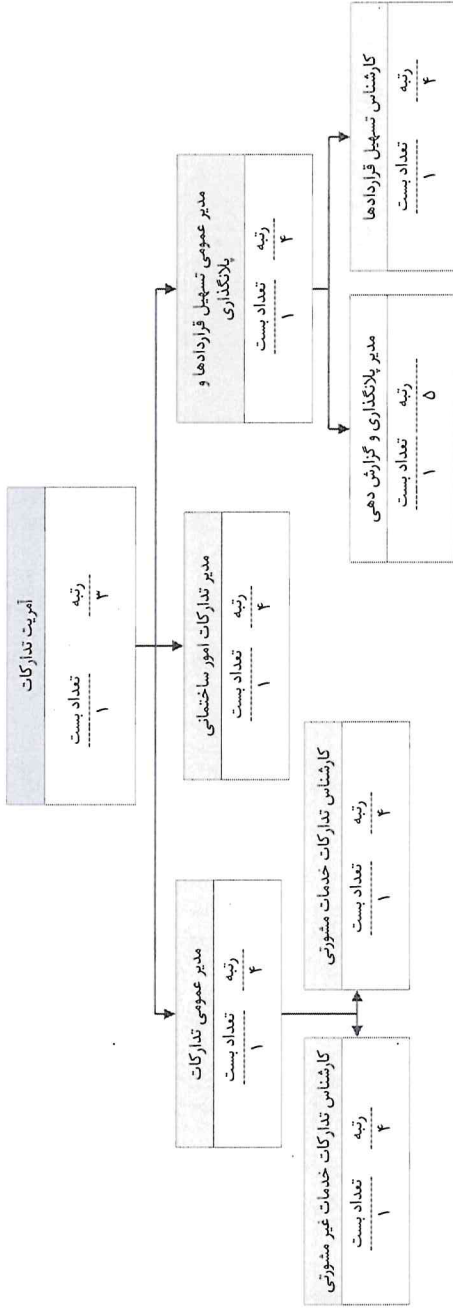 آمریت تدارکات
تعداد بست رتبه
۱ ۳
مدیر عمومی تسهیل قراردادها و
پلانگذاری
تعداد بست رتبه
۱ ۴
مدیر تدارکات امور ساختمانی
تعداد بست رتبه
۱ ۴
مدیر عمومی تدارکات
تعداد بست رتبه
۱ ۴
کارشناس تسهیل قراردادها
تعداد بست رتبه
۱ ۴
مدیر پلانگذاری و گزارش دهی
تعداد بست رتبه
۱ ۵
کارشناس تدارکات خدمات مشورتی
تعداد بست رتبه
۱ ۴
کارشناس تدارکات خدمات غیر مشورتی
تعداد بست رتبه
۱ ۴